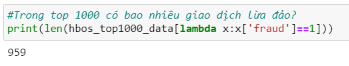 #Trong top 1000 có bao nhiêu giao dịch lừa đảo?
print(len(hbos_top1000_data[lambda x:x['fraud']==1]))
959